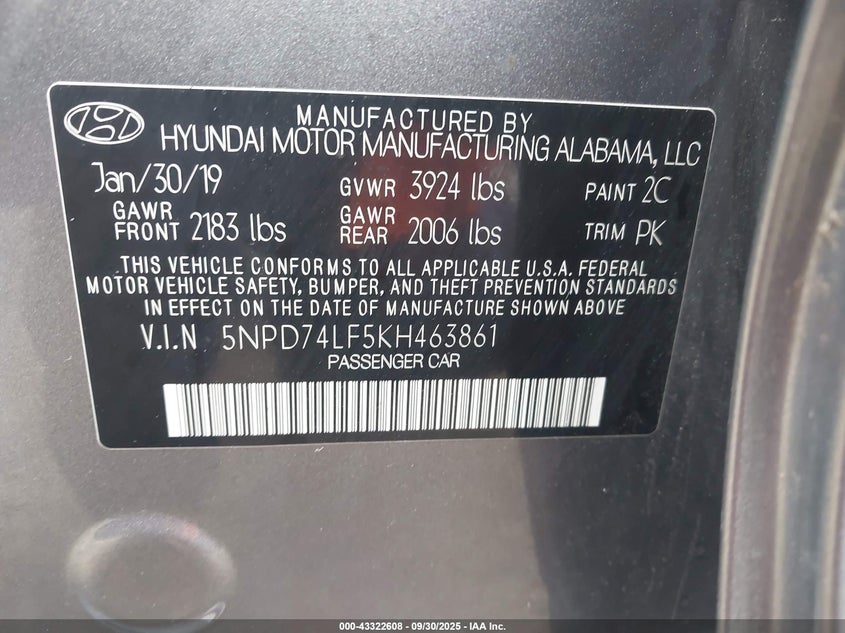 MANUFACTURED BY
HYUNDAI MOTOR MANUFACTURING ALABAMA, LLC
Jan/30/19 GVWR 3924 lbs PAINT 2C
GAWR FRONT 2183 lbs GAWR REAR 2006 lbs TRIM PK
THIS VEHICLE CONFORMS TO ALL APPLICABLE U.S.A. FEDERAL
MOTOR VEHICLE SAFETY, BUMPER, AND THEFT PREVENTION STANDARDS
IN EFFECT ON THE DATE OF MANUFACTURE SHOWN ABOVE
V.I.N 5NPD74LF5KH463861
PASSENGER CAR
000-43322608 - 09/30/2025 - IAA Inc.